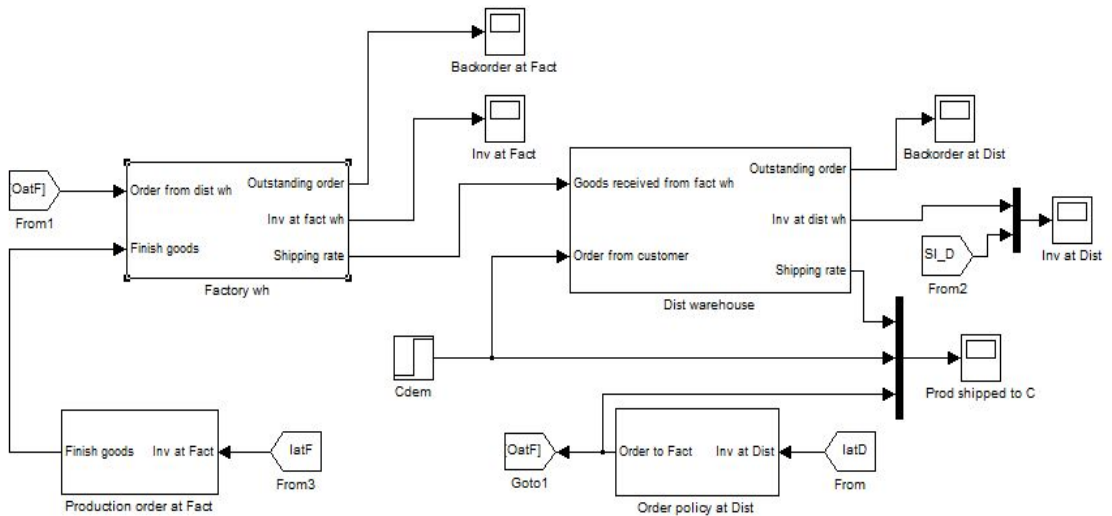 Backorder at Fact
Inv at Fact
Backorder at Dist
OatF]
From1
Order from dist wh
Finish goods
Outstanding order
Inv at fact wh
Shipping rate
Factory wh
Goods received from fact wh
Order from customer
Outstanding order
Inv at dist wh
Shipping rate
Dist warehouse
SI_D
From2
Inv at Dist
Cdem
Prod shipped to C
Finish goods
Inv at Fact
Production order at Fact
IatF
From3
[OatF]
Goto1
Order to Fact
Inv at Dist
Order policy at Dist
IatD
From